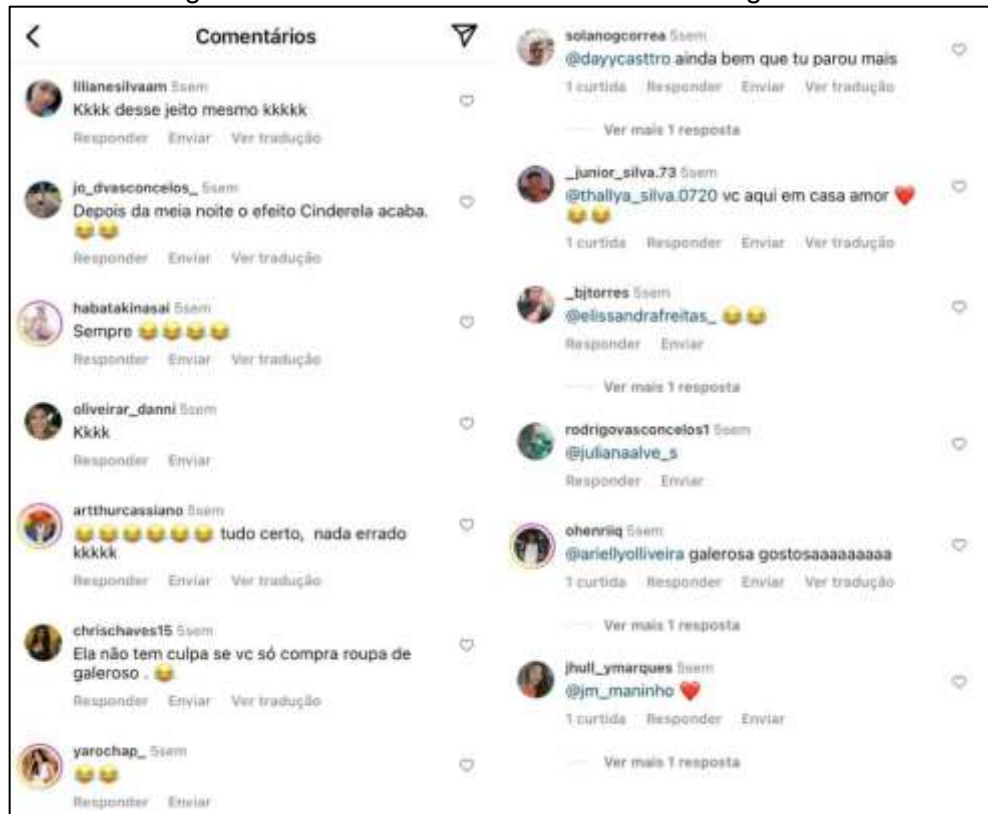 Comentários
lilianesilvaam 5sem
Kkkk desse jeito mesmo kkkkk
Responder Enviar Ver tradução
jo_dvasconcelos_ 5sem
Depois da meia noite o efeito Cinderela acaba.
😂😂
Responder Enviar Ver tradução
habatakinasai 5sem
Sempre 😂😂😂😂
Responder Enviar Ver tradução
oliveirar_danni 5sem
Kkkk
Responder Enviar
artthurcassiano 5sem
😂😂😂😂😂😂 tudo certo, nada errado
kkkkk
Responder Enviar Ver tradução
chrischaves15 5sem
Ela não tem culpa se vc só compra roupa de
galeroso . 😂
Responder Enviar Ver tradução
yarochap_ 5sem
😂😂
Responder Enviar
solanogcorrea 5sem
@dayycasttro ainda bem que tu parou mais
1 curtida Responder Enviar Ver tradução
Ver mais 1 resposta
_junior_silva.73 5sem
@thallya_silva.0720 vc aqui em casa amor ❤️
😂😂
1 curtida Responder Enviar Ver tradução
_bjtorres 5sem
@elissandrafreitas_ 😂😂
Responder Enviar
Ver mais 1 resposta
rodrigovasconcelos1 5sem
@julianaalve_s
Responder Enviar
ohenriiq 5sem
@ariellyolliveira galerosa gostosaaaaaaaaa
1 curtida Responder Enviar Ver tradução
Ver mais 1 resposta
jhull_ymarques 5sem
@jm_maninho ❤️
1 curtida Responder Enviar
Ver mais 1 resposta